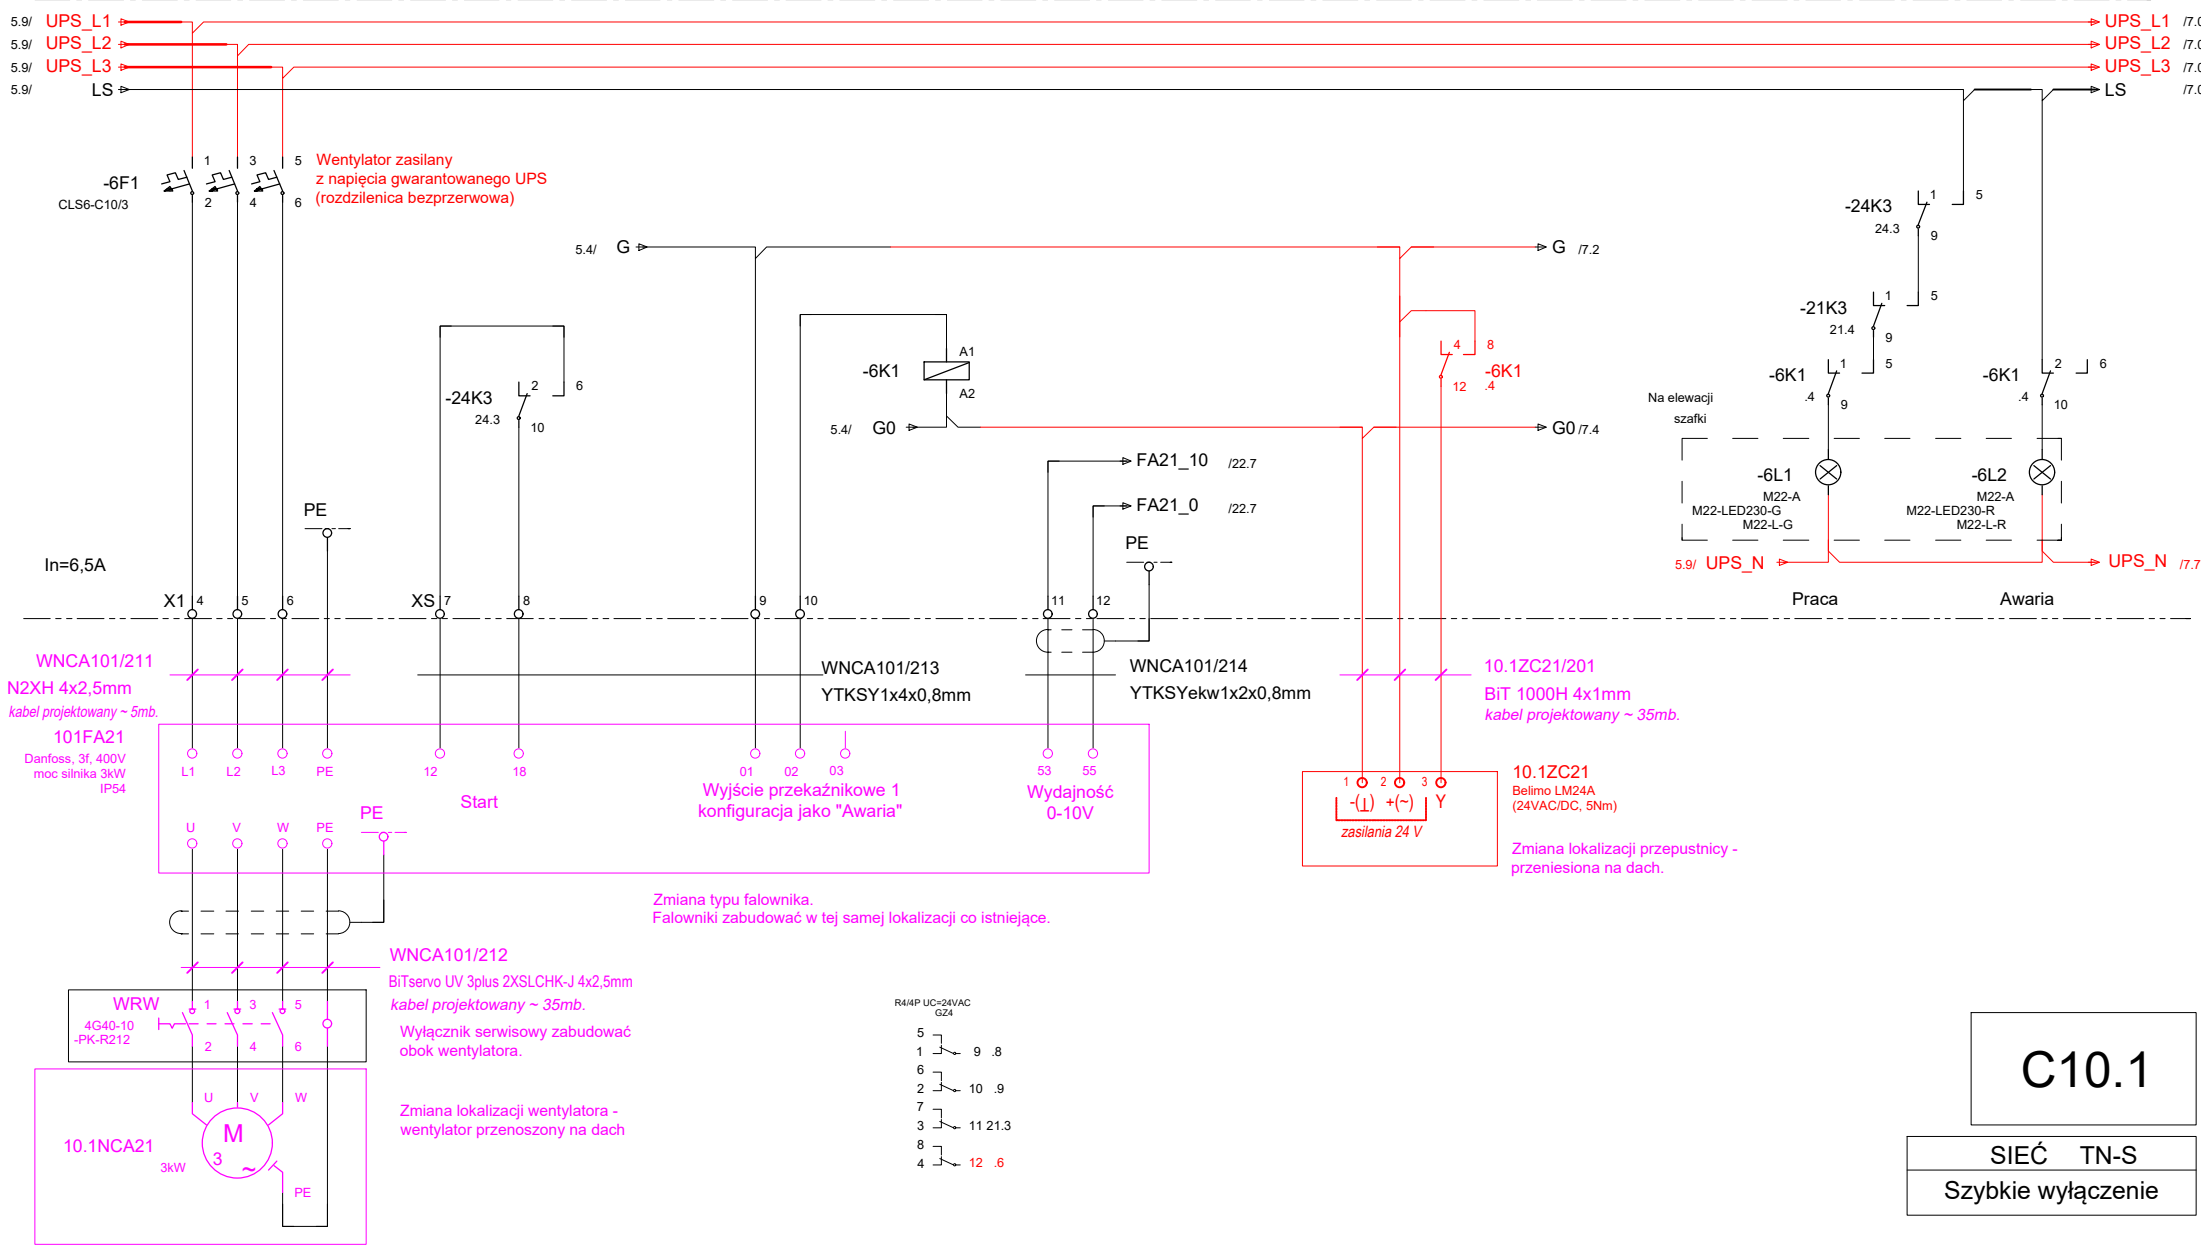 5.9/ UPS_L1 UPS_L1 /7.0
5.9/ UPS_L2 UPS_L2 /7.0
5.9/ UPS_L3 UPS_L3 /7.0
5.9/ LS LS /7.0
-6F1
CLS6-C10/3
1 3 5
2 4 6
Wentylator zasilany
z napięcia gwarantowanego UPS
(rozdzilenica bezprzerwowa)
5.4/ G G /7.2
-24K3
24.3
1 5
9
-21K3
21.4
1 5
9
-6K1
A1
A2
4 8
-6K1
12 .4
-24K3
24.3
2 6
10
-6K1
.4
1 5
9
-6K1
.4
2 6
10
5.4/ G0 G0 /7.4
Na elewacji
szafki
FA21_10 /22.7
FA21_0 /22.7
-6L1
M22-A
M22-LED230-G
M22-L-G
-6L2
M22-A
M22-LED230-R
M22-L-R
PE
PE
In=6,5A
5.9/ UPS_N UPS_N /7.7
Praca Awaria
X1 4 5 6 XS 7 8 9 10 11 12
WNCA101/211
N2XH 4x2,5mm
kabel projektowany ~ 5mb.
WNCA101/213
YTKSY1x4x0,8mm
WNCA101/214
YTKSYekw1x2x0,8mm
10.1ZC21/201
BiT 1000H 4x1mm
kabel projektowany ~ 35mb.
101FA21
Danfoss, 3f, 400V
moc silnika 3kW
IP54
L1 L2 L3 PE 12 18 01 02 03 53 55
Start
Wyjście przekaźnikowe 1
konfiguracja jako "Awaria"
Wydajność
0-10V
U V W PE
PE
1 2 3
-(⊥) +(~) Y
zasilania 24 V
10.1ZC21
Belimo LM24A
(24VAC/DC, 5Nm)
Zmiana lokalizacji przepustnicy -
przeniesiona na dach.
Zmiana typu falownika.
Falowniki zabudować w tej samej lokalizacji co istniejące.
WNCA101/212
BiTservo UV 3plus 2XSLCHK-J 4x2,5mm
kabel projektowany ~ 35mb.
WRW
4G40-10
-PK-R212
1 3 5
2 4 6
Wyłącznik serwisowy zabudować
obok wentylatora.
U V W
M
3 ~
PE
10.1NCA21
3kW
Zmiana lokalizacji wentylatora -
wentylator przenoszony na dach
R4/4P UC=24VAC
GZ4
5
1 9 .8
6
2 10 .9
7
3 11 21.3
8
4 12 .6
C10.1
SIEĆ TN-S
Szybkie wyłączenie